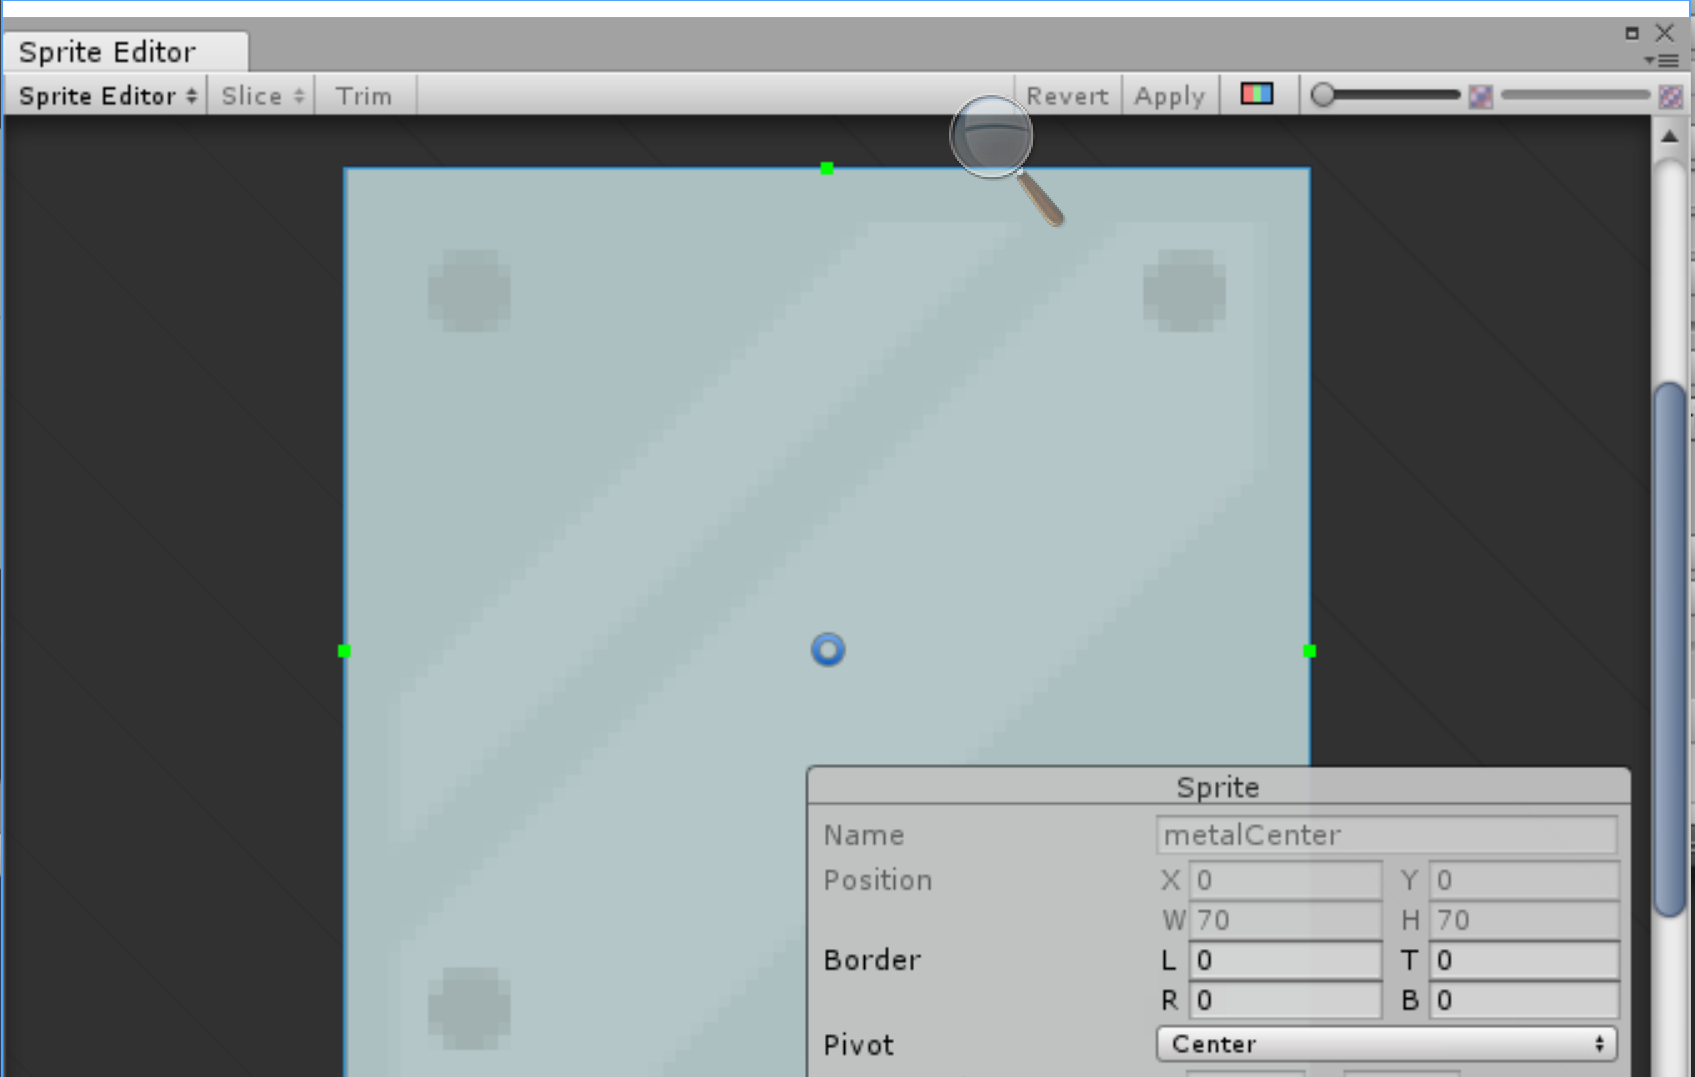 Sprite Editor
Sprite Editor Slice Trim Revert Apply
Sprite
Name metalCenter
Position X 0 Y 0
W 70 H 70
Border L 0 T 0
R 0 B 0
Pivot Center